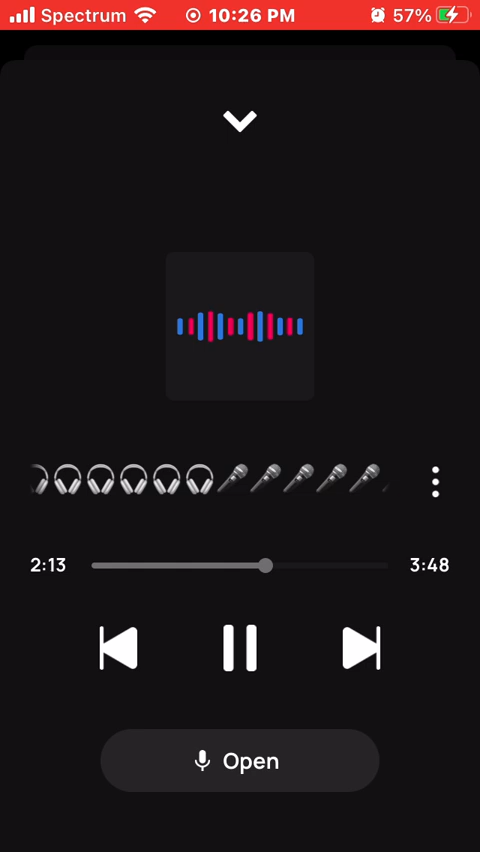 Spectrum 10:26 PM 57%
🎧🎧🎧🎧🎧🎧🎤🎤🎤🎤🎤
2:13 3:48
Open